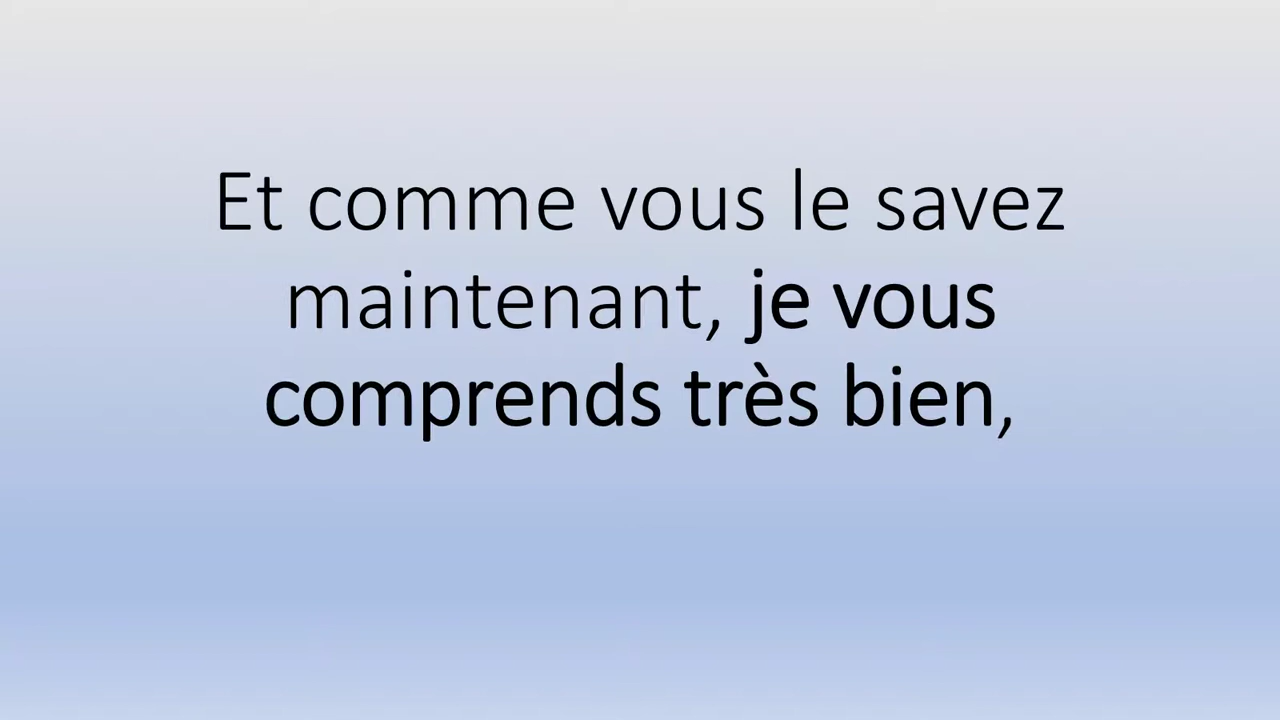 Et comme vous le savez
maintenant, je vous
comprends très bien,